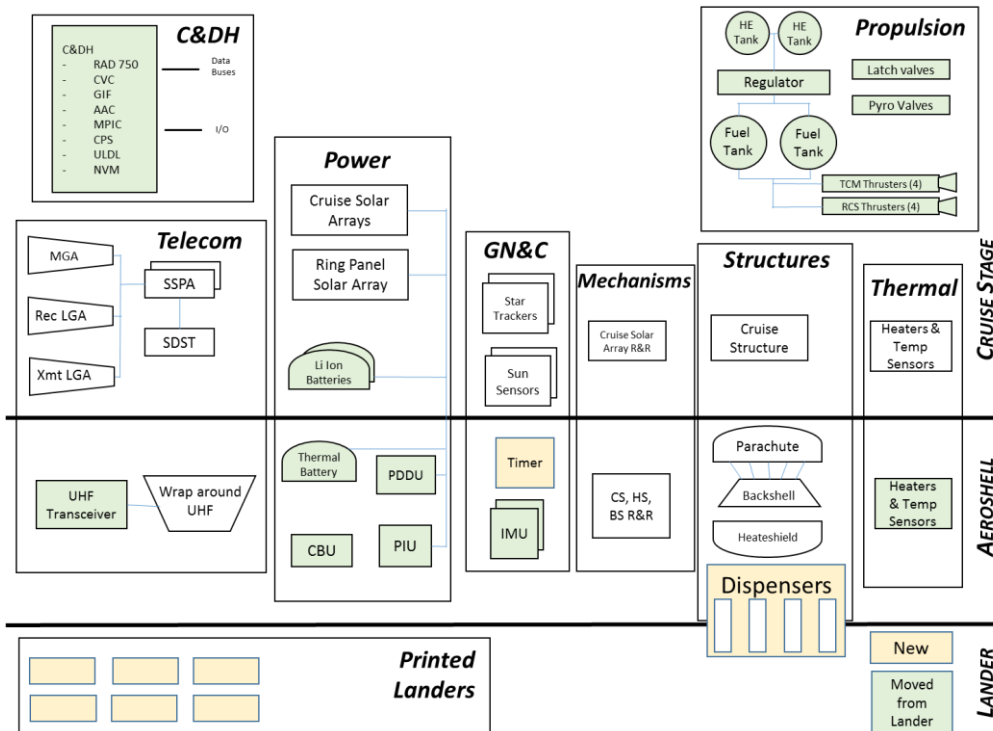 C&DH
C&DH
- RAD 750
- CVC
- GIF
- AAC
- MPIC
- CPS
- ULDL
- NVM
Data
Buses
I/O
Propulsion
HE
Tank
HE
Tank
Regulator
Latch valves
Pyro Valves
Fuel
Tank
Fuel
Tank
TCM Thrusters (4)
RCS Thrusters (4)
Telecom
MGA
Rec LGA
Xmt LGA
SSPA
SDST
UHF
Transceiver
Wrap around
UHF
Power
Cruise Solar
Arrays
Ring Panel
Solar Array
Li Ion
Batteries
Thermal
Battery
PDDU
CBU
PIU
GN&C
Star
Trackers
Sun
Sensors
Timer
IMU
Mechanisms
Cruise Solar
Array R&R
CS, HS,
BS R&R
Structures
Cruise
Structure
Parachute
Backshell
Heateshield
Dispensers
Thermal
Heaters &
Temp
Sensors
Heaters
& Temp
Sensors
CRUISE STAGE
AEROSHELL
LANDER
Printed
Landers
New
Moved
from
Lander